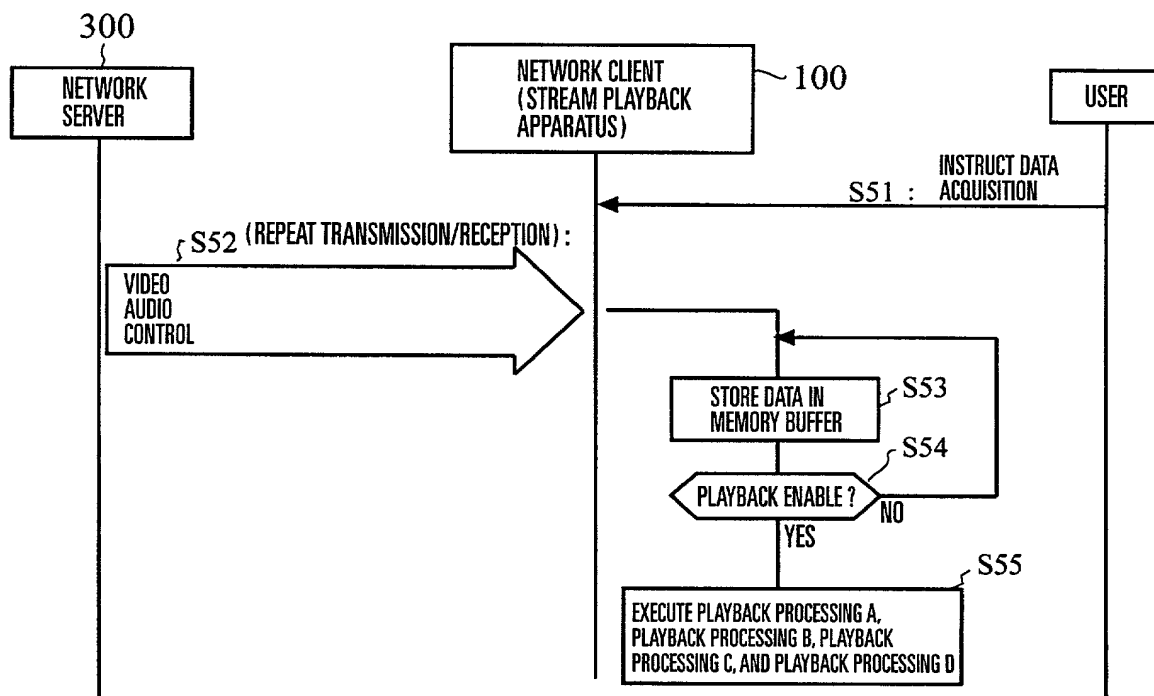 300
NETWORK
SERVER
NETWORK CLIENT
(STREAM PLAYBACK
APPARATUS)
100
USER
S51 :
INSTRUCT DATA
ACQUISITION
S52
(REPEAT TRANSMISSION/RECEPTION) :
VIDEO
AUDIO
CONTROL
STORE DATA IN
MEMORY BUFFER
S53
S54
PLAYBACK ENABLE ?
NO
YES
S55
EXECUTE PLAYBACK PROCESSING A,
PLAYBACK PROCESSING B, PLAYBACK
PROCESSING C, AND PLAYBACK PROCESSING D